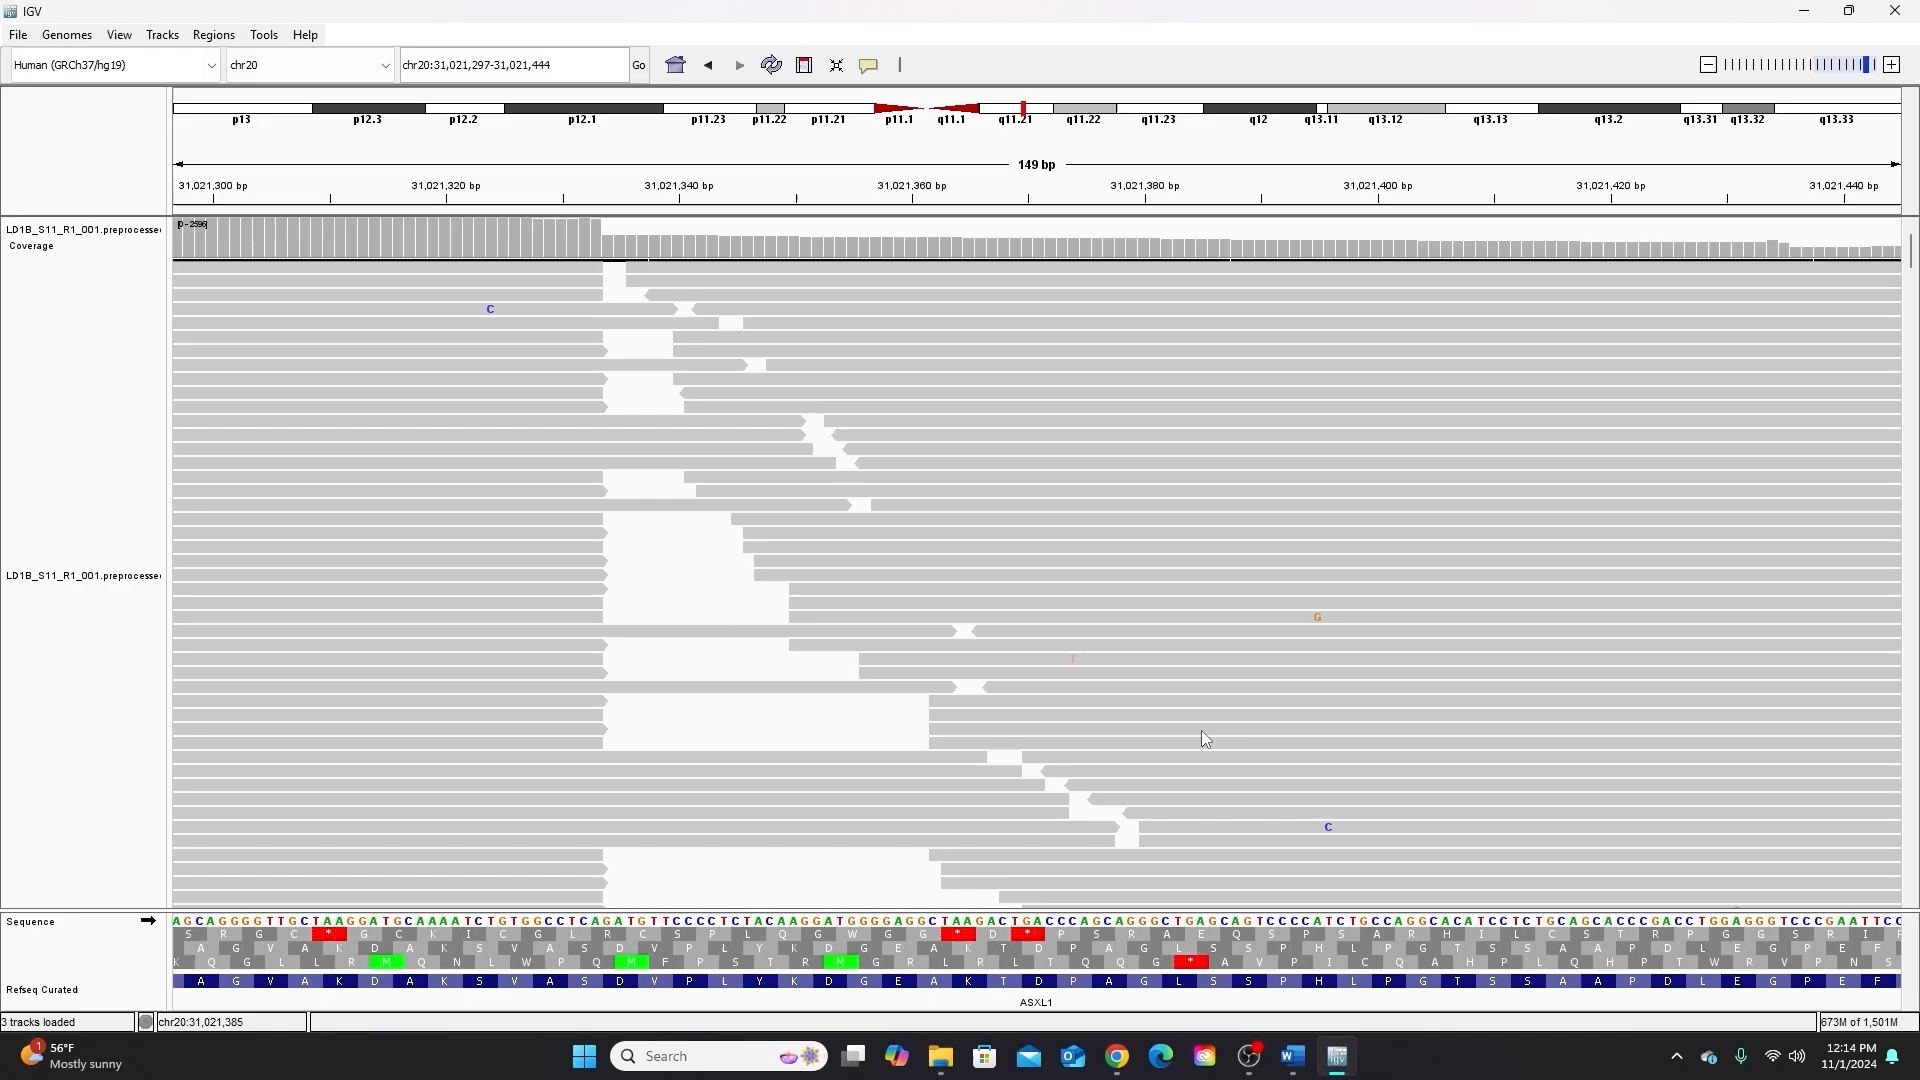 IGV
File Genomes View Tracks Regions Tools Help
Human (GRCh37/hg19) chr20 chr20:31,021,297-31,021,444 Go
p13 p12.3 p12.2 p12.1 p11.23 p11.22 p11.21 p11.1 q11.1 q11.21 q11.22 q11.23 q12 q13.11 q13.12 q13.13 q13.2 q13.31 q13.32 q13.33
149 bp
31,021,300 bp 31,021,320 bp 31,021,340 bp 31,021,360 bp 31,021,380 bp 31,021,400 bp 31,021,420 bp 31,021,440 bp
LD1B_S11_R1_001.preprocesse
Coverage
C
LD1B_S11_R1_001.preprocesse
G
T
C
Sequence AGCAGGGGTTGCTAAGGATGCAAAATCTGTGGCCTCAGATGTTCCCCTCTACAAGGATGGGGAGGCTAAGACTGACCCAGCAGGGCTGAGCAGTCCCCATCTGCCAGGCACATCCTCTGCAGCACCCGACCTGGAGGGTCCCGAATTCC
S R G C * G C K I C G L R C S P L Q G W G G * D * P S R A E Q S P S A R H I L C S T R P G G S R I P
A G V A K D A K S V A S D V P L Y K D G E A K T D P A G L S S P H L P G T S S A A P D L E G P E F
K Q G L L R M Q N L W P Q M F P S T R M G R L R L T Q Q G * A V P I C Q A H P L Q H P T W R V P N S
Refseq Curated A G V A K D A K S V A S D V P L Y K D G E A K T D P A G L S S P H L P G T S S A A P D L E G P E F
ASXL1
3 tracks loaded chr20:31,021,385 673M of 1,501M
1 56°F
Mostly sunny
Search
12:14 PM
11/1/2024